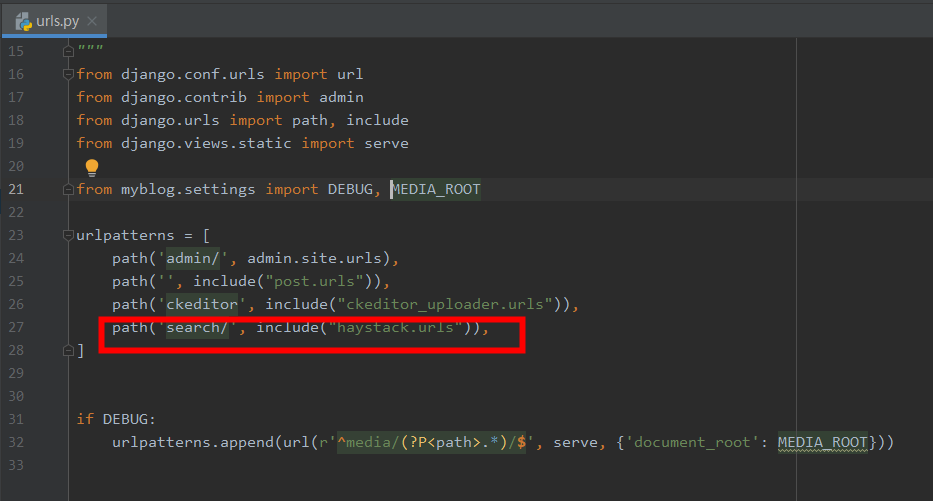 urls.py
15 """
16 from django.conf.urls import url
17 from django.contrib import admin
18 from django.urls import path, include
19 from django.views.static import serve
20
21 from myblog.settings import DEBUG, MEDIA_ROOT
22
23 urlpatterns = [
24     path('admin/', admin.site.urls),
25     path('', include("post.urls")),
26     path('ckeditor', include("ckeditor_uploader.urls")),
27     path('search/', include("haystack.urls")),
28 ]
29
30
31 if DEBUG:
32     urlpatterns.append(url(r'^media/(?P<path>.*)/$', serve, {'document_root': MEDIA_ROOT}))
33